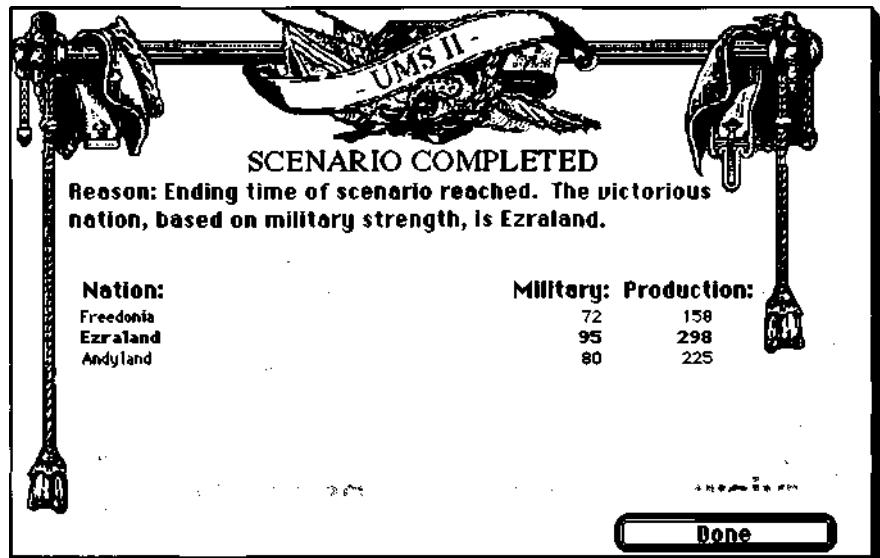 - UMS II -
SCENARIO COMPLETED
Reason: Ending time of scenario reached. The victorious
nation, based on military strength, is Ezraland.
Nation: Military: Production:
Freedonia 72 158
Ezraland 95 298
Andyland 80 225
Done